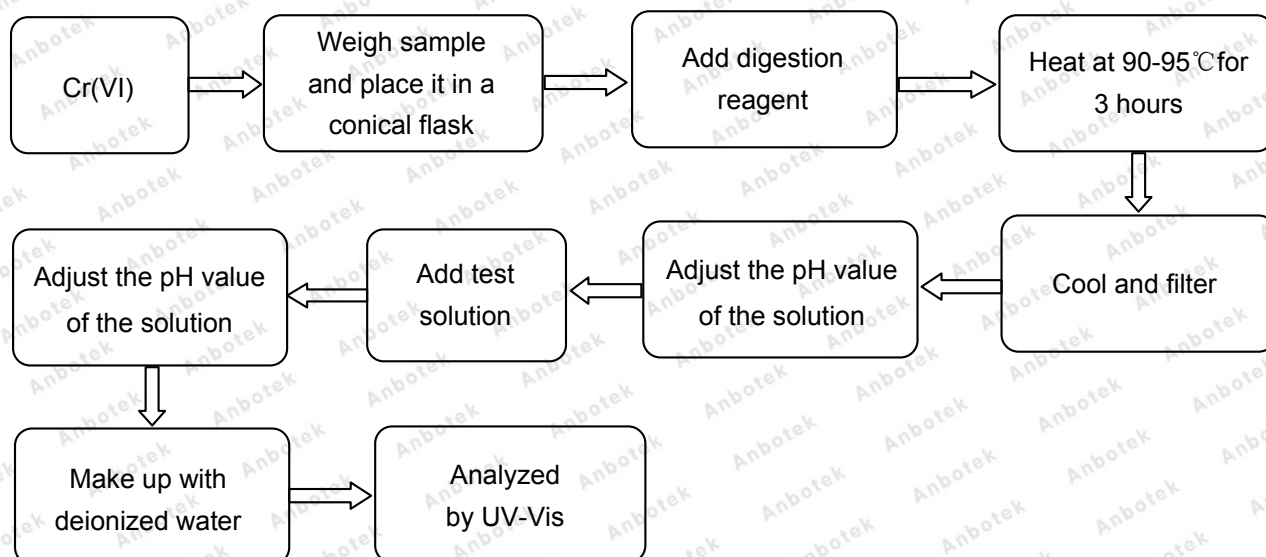 Cr(VI)
Weigh sample
and place it in a
conical flask
Add digestion
reagent
Heat at 90-95℃for
3 hours
Cool and filter
Adjust the pH value
of the solution
Add test
solution
Adjust the pH value
of the solution
Make up with
deionized water
Analyzed
by UV-Vis
Anbotek